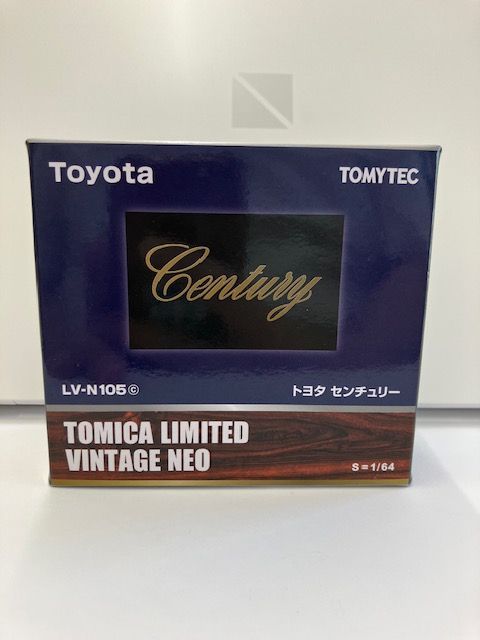 Toyota
TOMYTEC
Century
LV-N105ⓒ
トヨタ センチュリー
TOMICA LIMITED
VINTAGE NEO
S=1/64